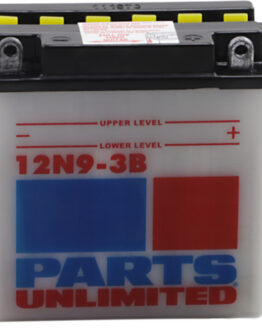 UPPER LEVEL
− +
LOWER LEVEL
12N9-3B
PARTS
UNLIMITED